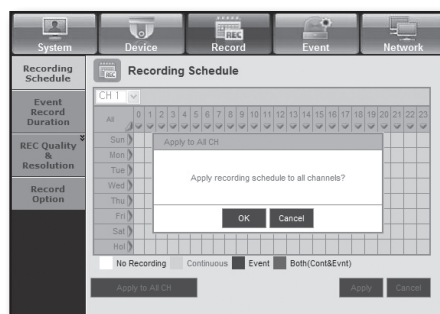 System
Device
REC
Record
Event
Network
Recording
Schedule
Event
Record
Duration
REC Quality
&
Resolution
Record
Option
REC
Recording Schedule
CH 1
All 0 1 2 3 4 5 6 7 8 9 10 11 12 13 14 15 16 17 18 19 20 21 22 23
Sun
Mon
Tue
Wed
Thu
Fri
Sat
Hol
Apply to All CH
Apply recording schedule to all channels?
OK Cancel
No Recording Continuous Event Both(Cont&Evnt)
Apply to All CH Apply Cancel